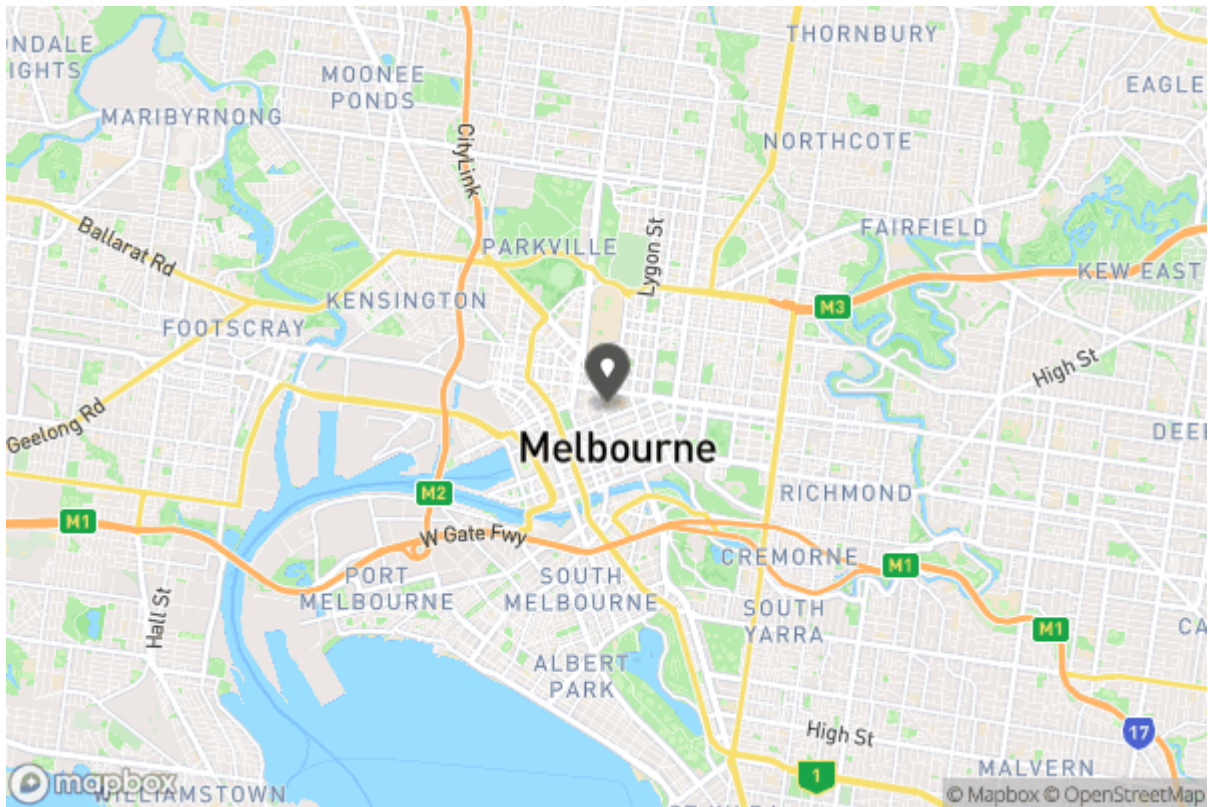 THORNBURY
ONDALE
IGHTS
MOONEE
PONDS
EAGLE
MARIBYRNONG
CityLink
NORTHCOTE
Ballarat Rd
PARKVILLE
Lygon St
FAIRFIELD
KEW EAST
KENSINGTON
M3
FOOTSCRAY
High St
Geelong Rd
Melbourne
DEE
M2
RICHMOND
M1
W Gate Fwy
CREMORNE
M1
PORT
MELBOURNE
SOUTH
MELBOURNE
Hall St
SOUTH
YARRA
M1
CA
ALBERT
PARK
High St
17
1
MALVERN
mapbox
WILLIAMSTOWN
© Mapbox © OpenStreetMap